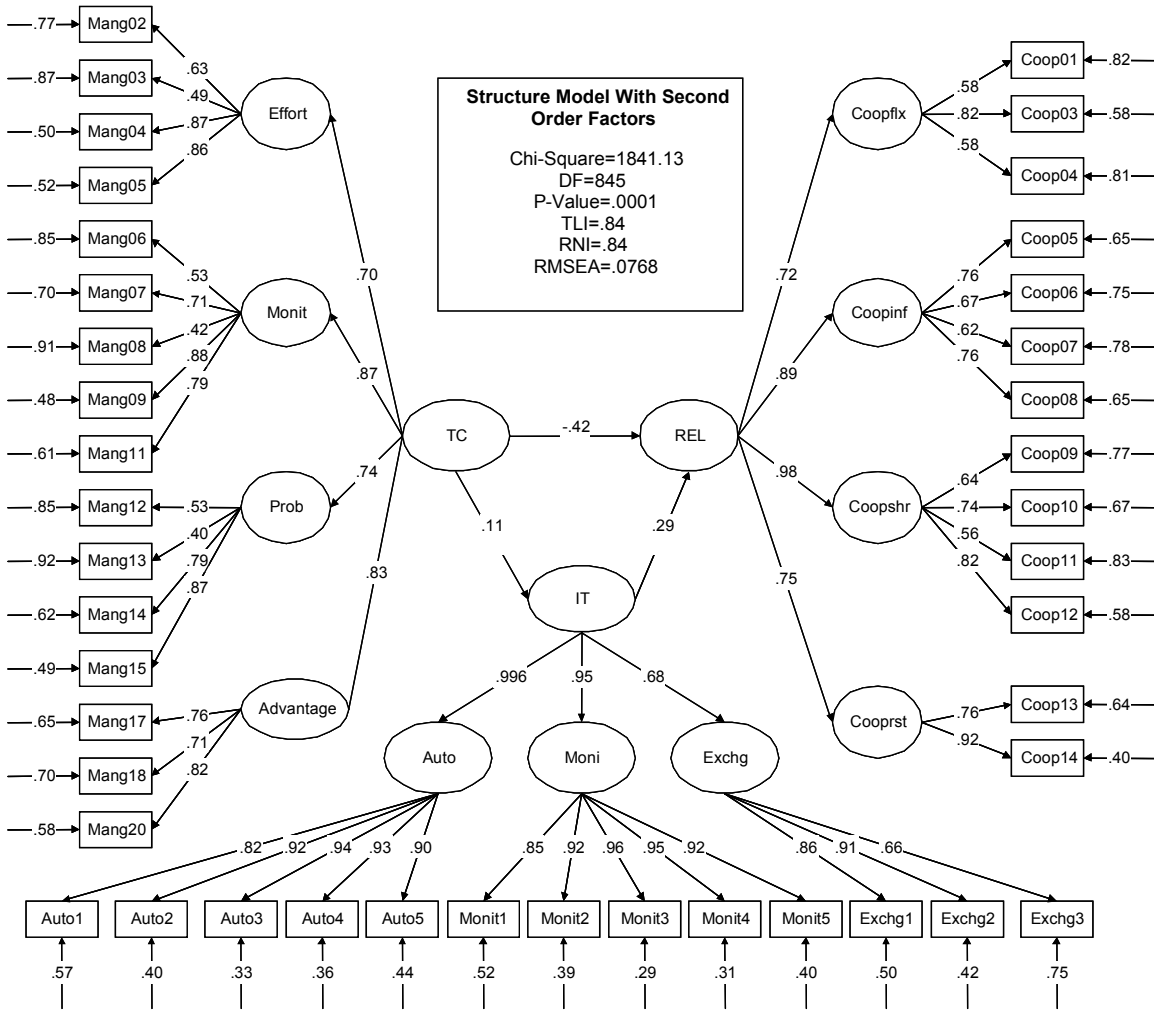 Structure Model With Second
Order Factors
Chi-Square=1841.13
DF=845
P-Value=.0001
TLI=.84
RNI=.84
RMSEA=.0768
.77 Mang02 .63
.87 Mang03 .49
.50 Mang04 .87
.52 Mang05 .86
Effort
.70
.85 Mang06 .53
.70 Mang07 .71
.91 Mang08 .42
.48 Mang09 .88
.61 Mang11 .79
Monit
.87
.85 Mang12 .53
.92 Mang13 .40
.62 Mang14 .79
.49 Mang15 .87
Prob
.74
.65 Mang17 .76
.70 Mang18 .71
.58 Mang20 .82
Advantage
.83
TC
-.42
REL
.11
.29
IT
.996
.95
.68
Auto
Moni
Exchg
.82 .92 .94 .93 .90
.85 .92 .96 .95 .92
.86 .91 .66
Auto1 Auto2 Auto3 Auto4 Auto5 Monit1 Monit2 Monit3 Monit4 Monit5 Exchg1 Exchg2 Exchg3
.57 .40 .33 .36 .44 .52 .39 .29 .31 .40 .50 .42 .75
.72
Coopflx
.58 Coop01 .82
.82 Coop03 .58
.58 Coop04 .81
.89
Coopinf
.76 Coop05 .65
.67 Coop06 .75
.62 Coop07 .78
.76 Coop08 .65
.98
Coopshr
.64 Coop09 .77
.74 Coop10 .67
.56 Coop11 .83
.82 Coop12 .58
.75
Cooprst
.76 Coop13 .64
.92 Coop14 .40